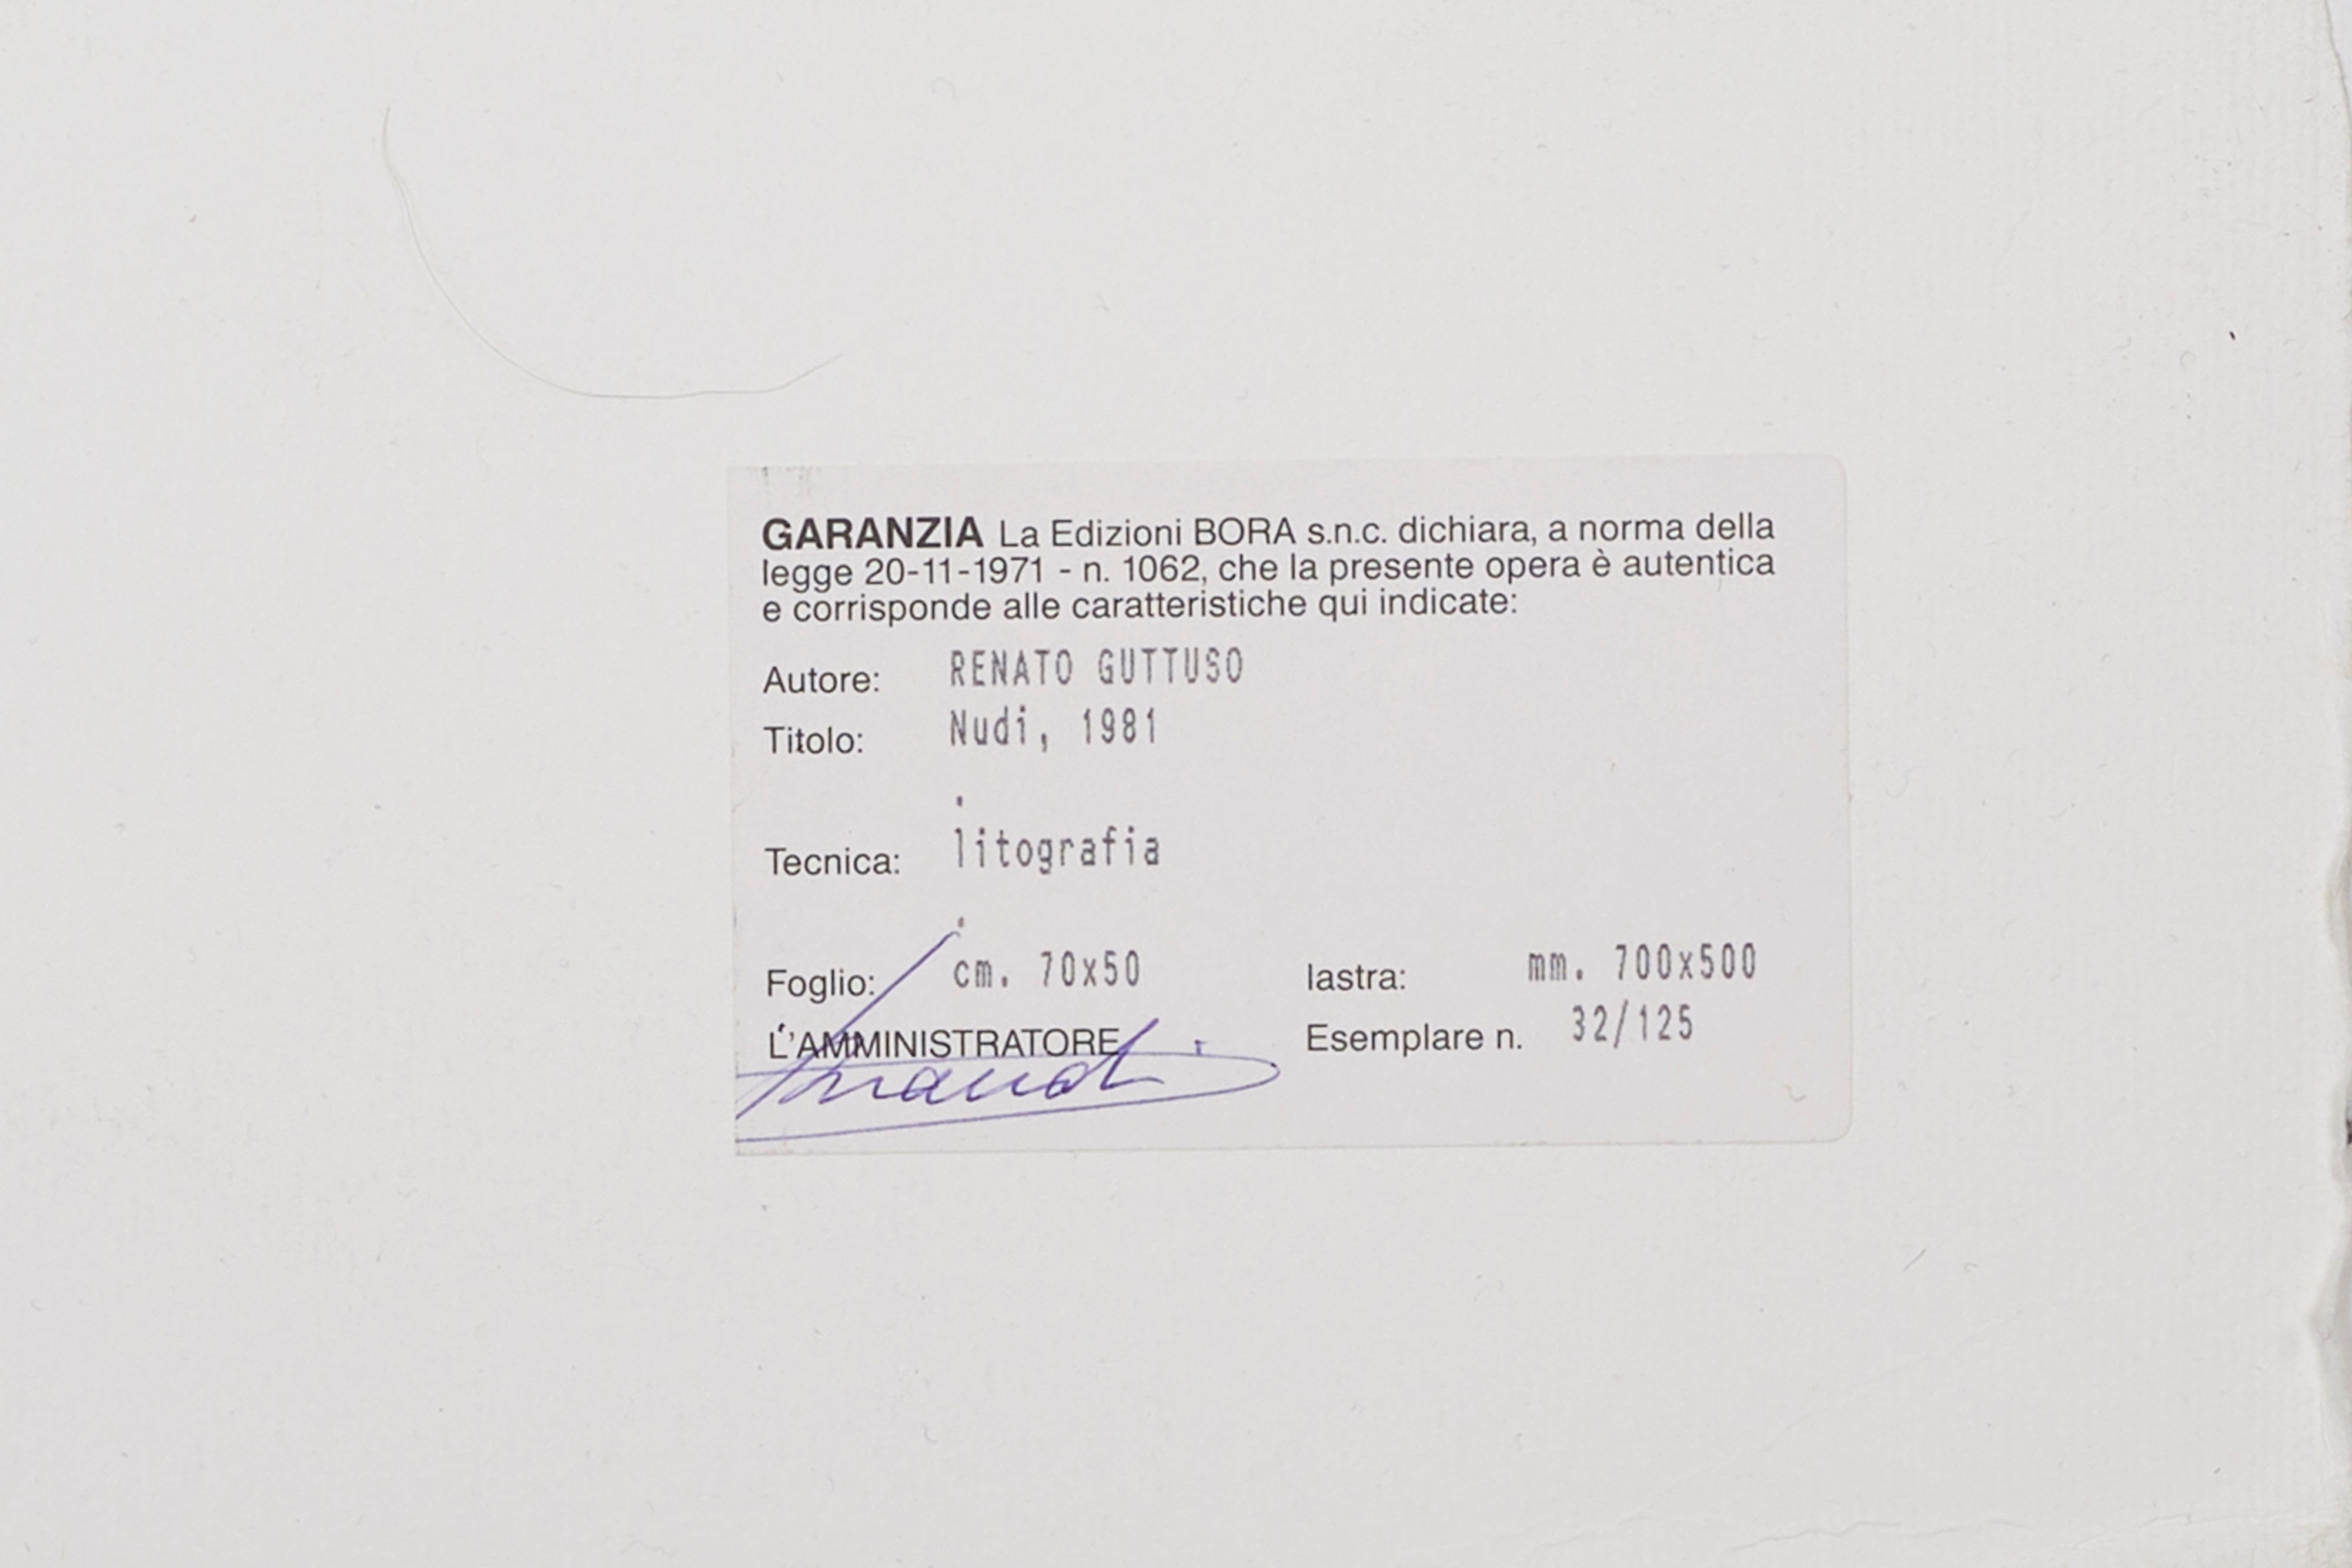 GARANZIA La Edizioni BORA s.n.c. dichiara, a norma della
legge 20-11-1971 - n. 1062, che la presente opera è autentica
e corrisponde alle caratteristiche qui indicate:
Autore: RENATO GUTTUSO
Titolo: Nudi, 1981
.
Tecnica: litografia
.
Foglio: cm. 70x50 lastra: mm. 700x500
L'AMMINISTRATORE Esemplare n. 32/125